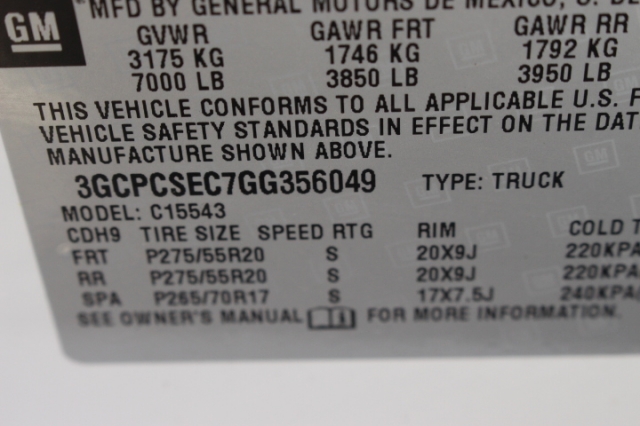 GM
MFD BY GENERAL MOTORS DE MEXICO, S. DE
GVWR GAWR FRT GAWR RR
3175 KG 1746 KG 1792 KG
7000 LB 3850 LB 3950 LB
THIS VEHICLE CONFORMS TO ALL APPLICABLE U.S. F
VEHICLE SAFETY STANDARDS IN EFFECT ON THE DAT
MANUFACTURE SHOWN ABOVE.
3GCPCSEC7GG356049 TYPE: TRUCK
MODEL: C15543
CDH9 TIRE SIZE SPEED RTG RIM COLD T
FRT P275/55R20 S 20X9J 220KPA
RR P275/55R20 S 20X9J 220KPA
SPA P265/70R17 S 17X7.5J 240KPA
SEE OWNER'S MANUAL FOR MORE INFORMATION.